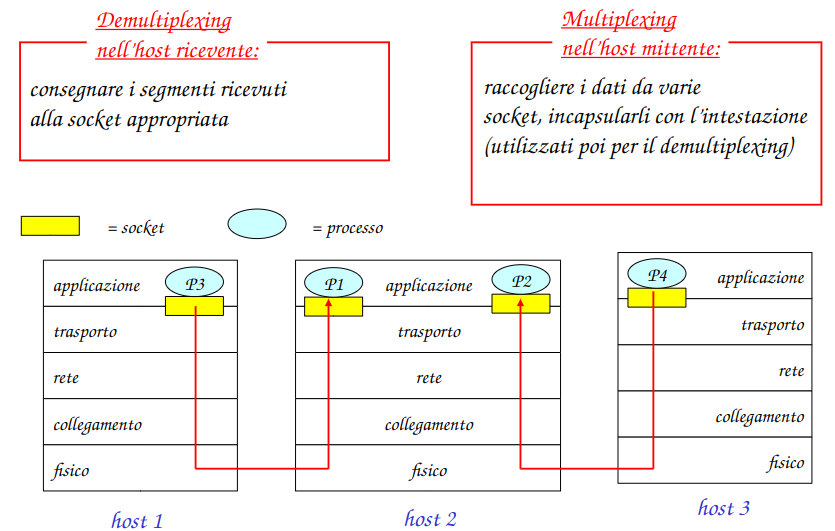 Demultiplexing
nell'host ricevente:
consegnare i segmenti ricevuti
alla socket appropriata
Multiplexing
nell'host mittente:
raccogliere i dati da varie
socket, incapsularli con l'intestazione
(utilizzati poi per il demultiplexing)
= socket
= processo
applicazione
P3
trasporto
rete
collegamento
fisico
host 1
P1
applicazione
P2
trasporto
rete
collegamento
fisico
host 2
P4
applicazione
trasporto
rete
collegamento
fisico
host 3